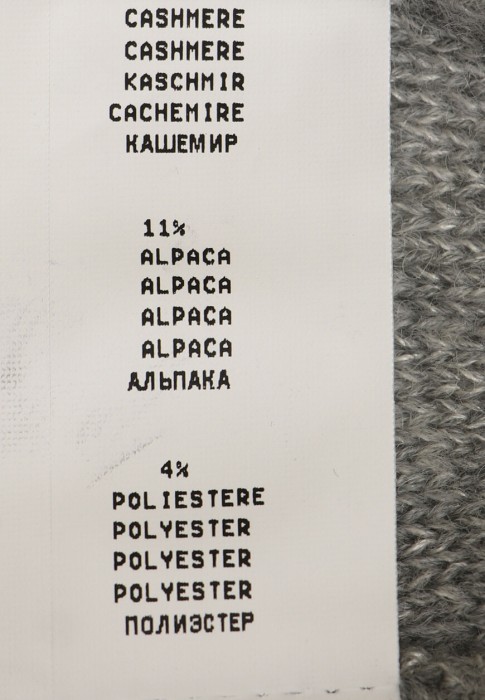 CASHMERE
CASHMERE
KASCHMIR
CACHEMIRE
КАШЕМИР
11%
ALPACA
ALPACA
ALPACA
ALPACA
АЛЬПАКА
4%
POLIESTERE
POLYESTER
POLYESTER
POLYESTER
ПОЛИЭСТЕР